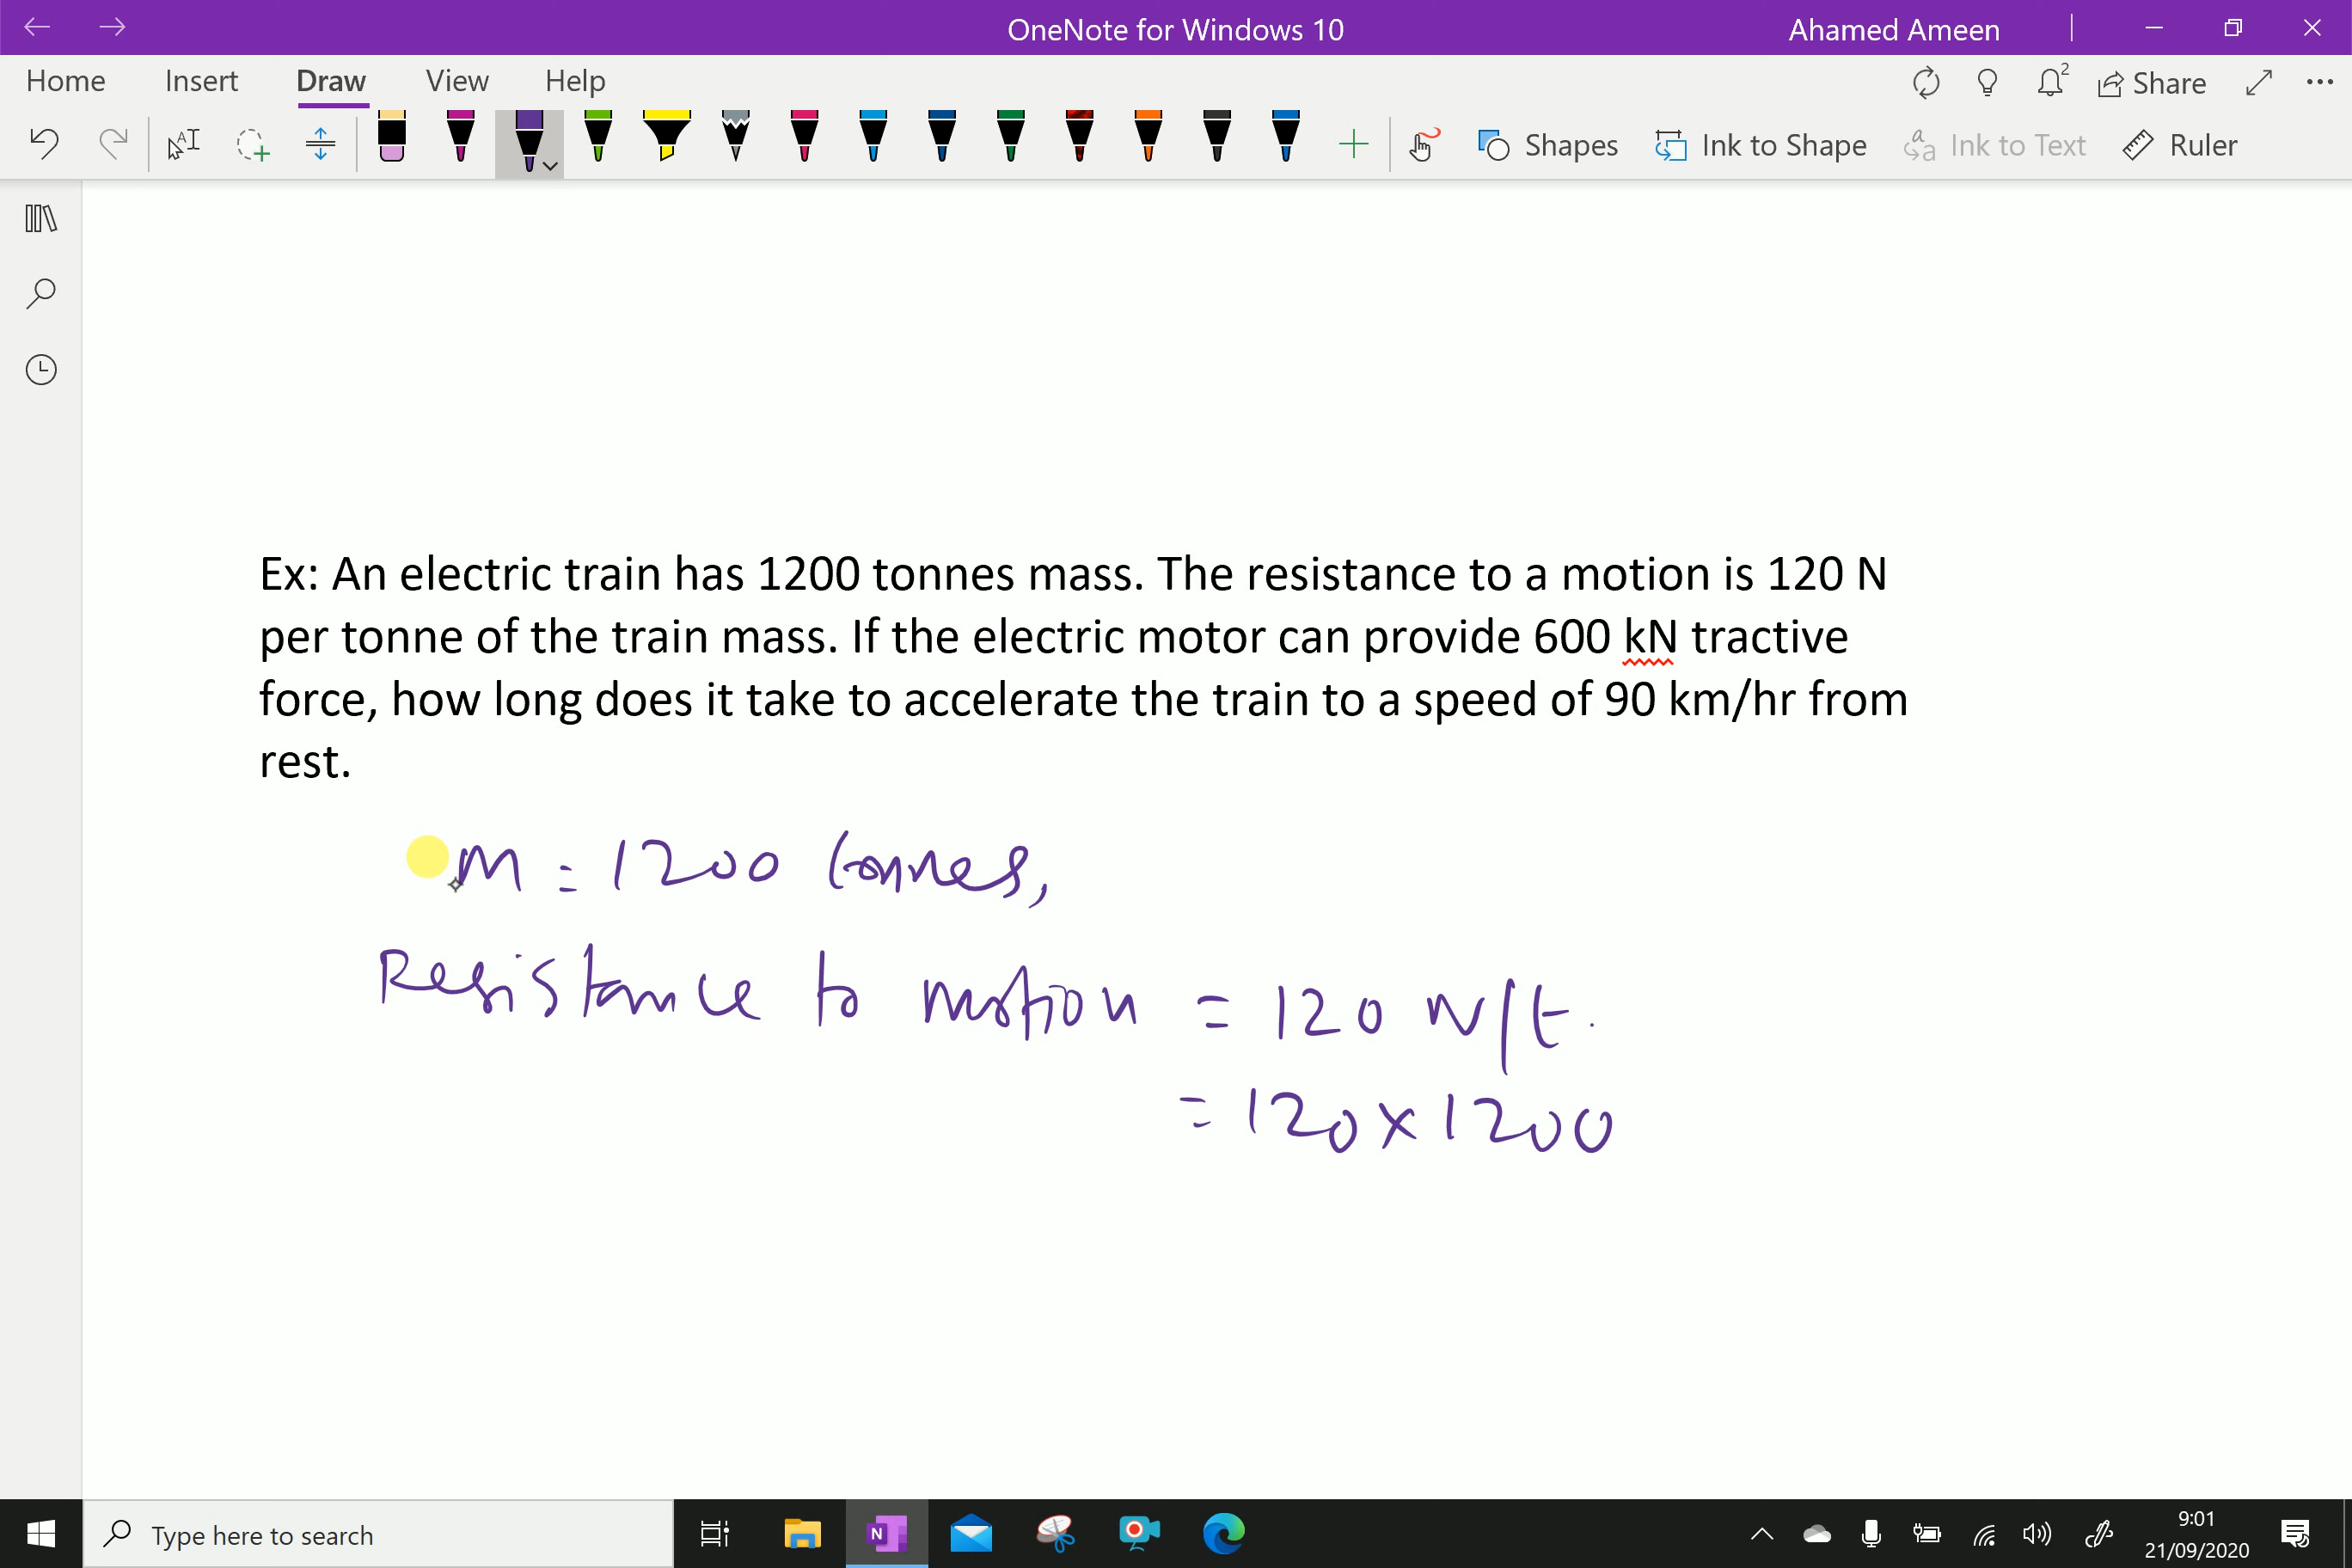 OneNote for Windows 10
Ahamed Ameen
Home Insert Draw View Help
2 Share
Shapes Ink to Shape Ink to Text Ruler
Ex: An electric train has 1200 tonnes mass. The resistance to a motion is 120 N
per tonne of the train mass. If the electric motor can provide 600 kN tractive
force, how long does it take to accelerate the train to a speed of 90 km/hr from
rest.
M = 1200 tonnes,
Resistance to motion = 120 N/t.
= 120 x 1200
Type here to search
N
9:01
21/09/2020